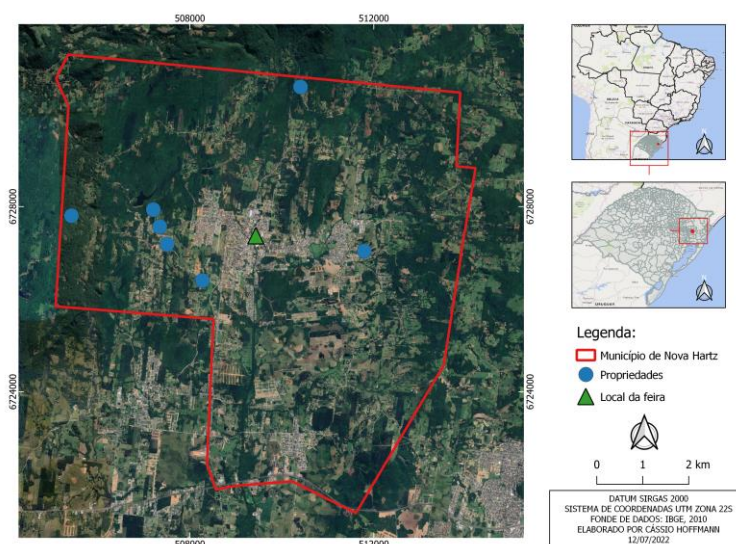 508000
512000
6728000
6728000
6724000
6724000
508000
512000
Legenda:
Município de Nova Hartz
Propriedades
Local da feira
0 1 2 km
DATUM SIRGAS 2000
SISTEMA DE COORDENADAS UTM ZONA 22S
FONDE DE DADOS: IBGE, 2010
ELABORADO POR CÁSSIO HOFFMANN
12/07/2022